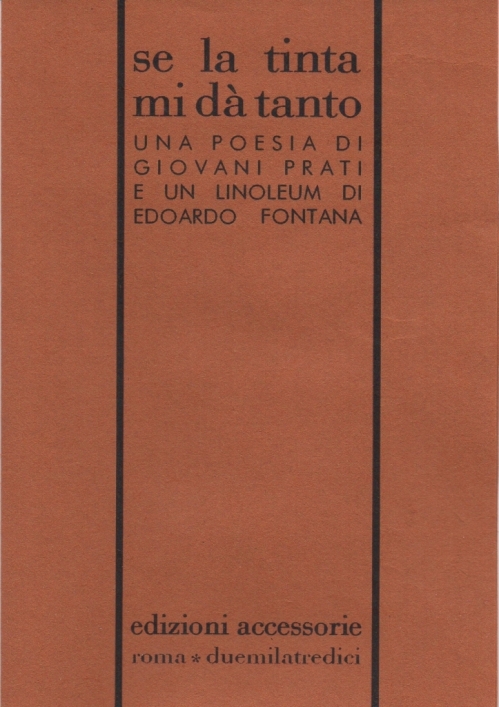 se la tinta
mi dà tanto
UNA POESIA DI
GIOVANI PRATI
E UN LINOLEUM DI
EDOARDO FONTANA
edizioni accessorie
roma * duemilatredici